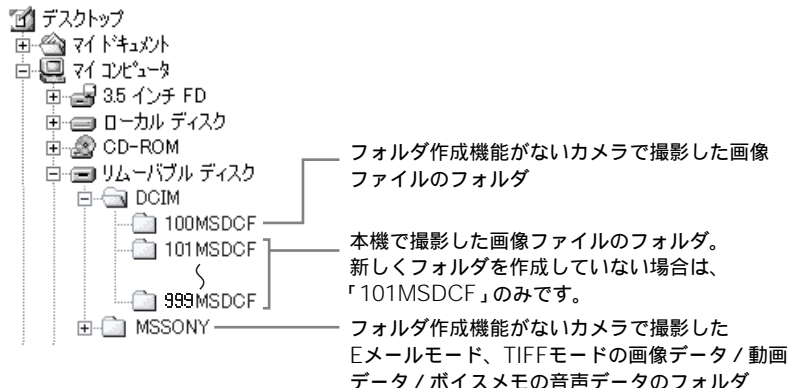 デスクトップ
マイ ドキュメント
マイ コンピュータ
3.5 インチ FD
ローカル ディスク
CD-ROM
リムーバブル ディスク
DCIM
100MSDCF
101MSDCF
999MSDCF
MSSONY
フォルダ作成機能がないカメラで撮影した画像
ファイルのフォルダ
本機で撮影した画像ファイルのフォルダ。
新しくフォルダを作成していない場合は、
「101MSDCF」のみです。
フォルダ作成機能がないカメラで撮影した
Eメールモード、TIFFモードの画像データ / 動画
データ / ボイスメモの音声データのフォルダ